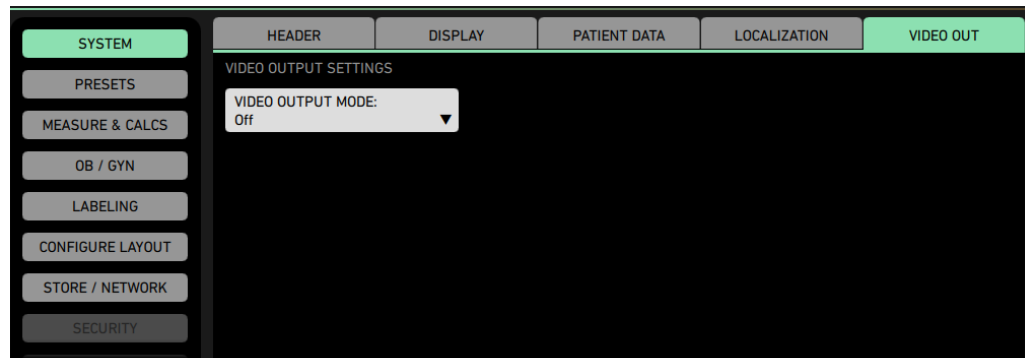 SYSTEM
PRESETS
MEASURE & CALCS
OB / GYN
LABELING
CONFIGURE LAYOUT
STORE / NETWORK
SECURITY
HEADER
DISPLAY
PATIENT DATA
LOCALIZATION
VIDEO OUT
VIDEO OUTPUT SETTINGS
VIDEO OUTPUT MODE:
Off